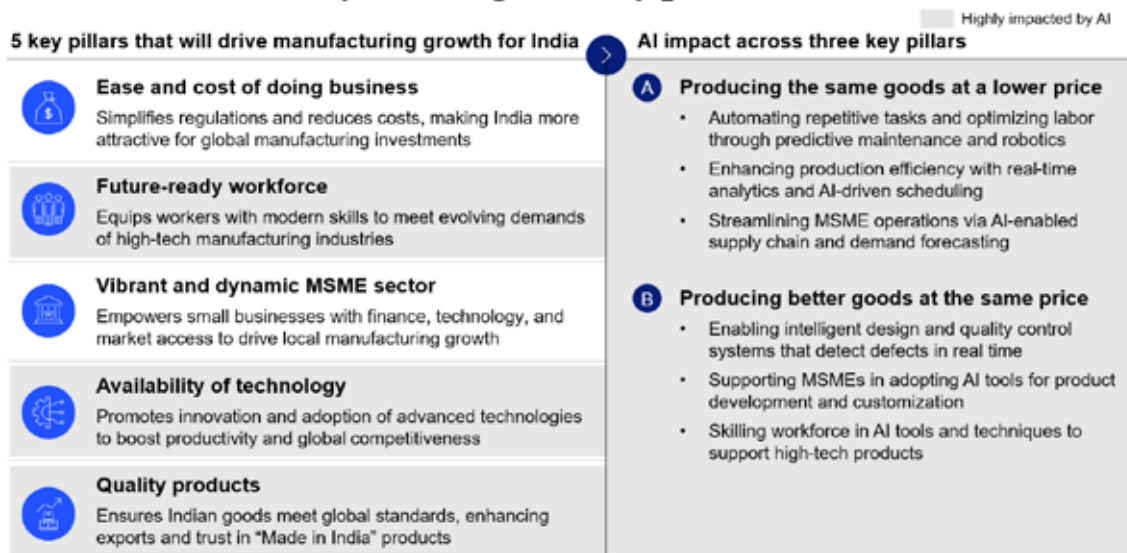 Highly impacted by AI
5 key pillars that will drive manufacturing growth for India
Ease and cost of doing business
Simplifies regulations and reduces costs, making India more
attractive for global manufacturing investments
Future-ready workforce
Equips workers with modern skills to meet evolving demands
of high-tech manufacturing industries
Vibrant and dynamic MSME sector
Empowers small businesses with finance, technology, and
market access to drive local manufacturing growth
Availability of technology
Promotes innovation and adoption of advanced technologies
to boost productivity and global competitiveness
Quality products
Ensures Indian goods meet global standards, enhancing
exports and trust in “Made in India” products
AI impact across three key pillars
A Producing the same goods at a lower price
• Automating repetitive tasks and optimizing labor
through predictive maintenance and robotics
• Enhancing production efficiency with real-time
analytics and AI-driven scheduling
• Streamlining MSME operations via AI-enabled
supply chain and demand forecasting
B Producing better goods at the same price
• Enabling intelligent design and quality control
systems that detect defects in real time
• Supporting MSMEs in adopting AI tools for product
development and customization
• Skilling workforce in AI tools and techniques to
support high-tech products